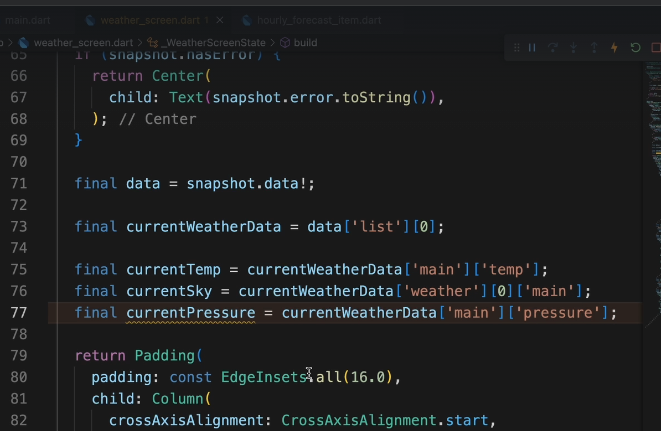 main.dart weather_screen.dart 1 hourly_forecast_item.dart
weather_screen.dart > _WeatherScreenState > build
65 if (snapshot.hasError) {
66 return Center(
67 child: Text(snapshot.error.toString()),
68 ); // Center
69 }
70
71 final data = snapshot.data!;
72
73 final currentWeatherData = data['list'][0];
74
75 final currentTemp = currentWeatherData['main']['temp'];
76 final currentSky = currentWeatherData['weather'][0]['main'];
77 final currentPressure = currentWeatherData['main']['pressure'];
78
79 return Padding(
80 padding: const EdgeInsets.all(16.0),
81 child: Column(
82 crossAxisAlignment: CrossAxisAlignment.start,